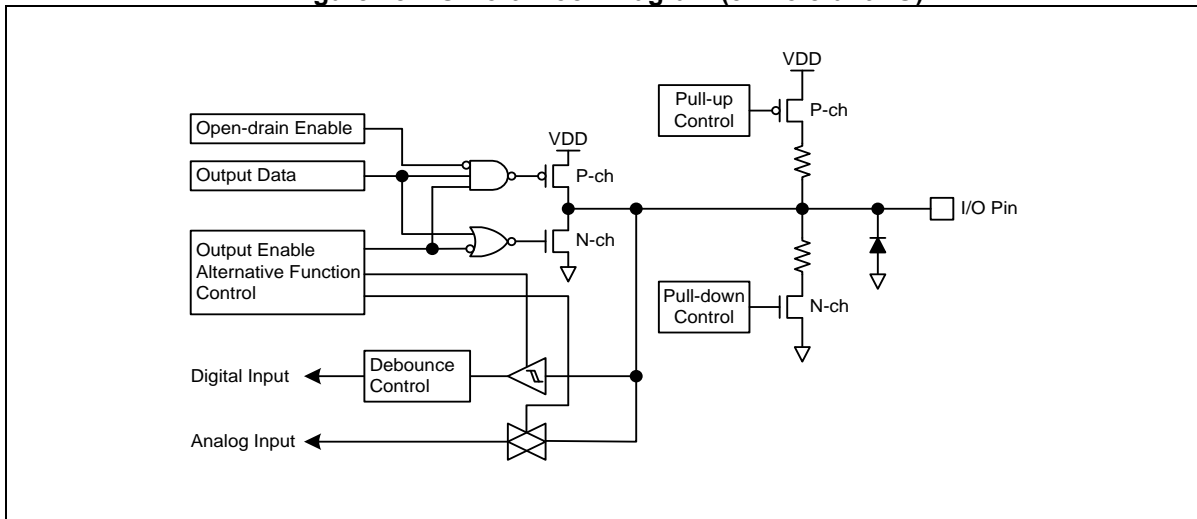 VDD
Pull-up
Control
P-ch
Open-drain Enable
VDD
Output Data
P-ch
I/O Pin
Output Enable
Alternative Function
Control
N-ch
Pull-down
Control
N-ch
Digital Input
Debounce
Control
Analog Input